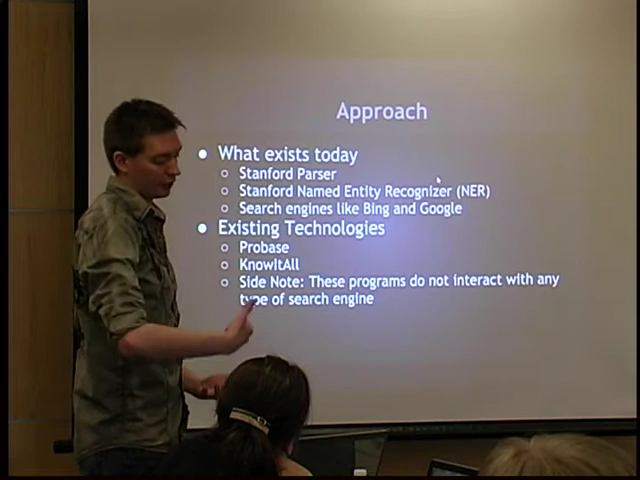 Approach
What exists today
Stanford Parser
Stanford Named Entity Recognizer (NER)
Search engines like Bing and Google
Existing Technologies
Probase
KnowItAll
Side Note: These programs do not interact with any
type of search engine